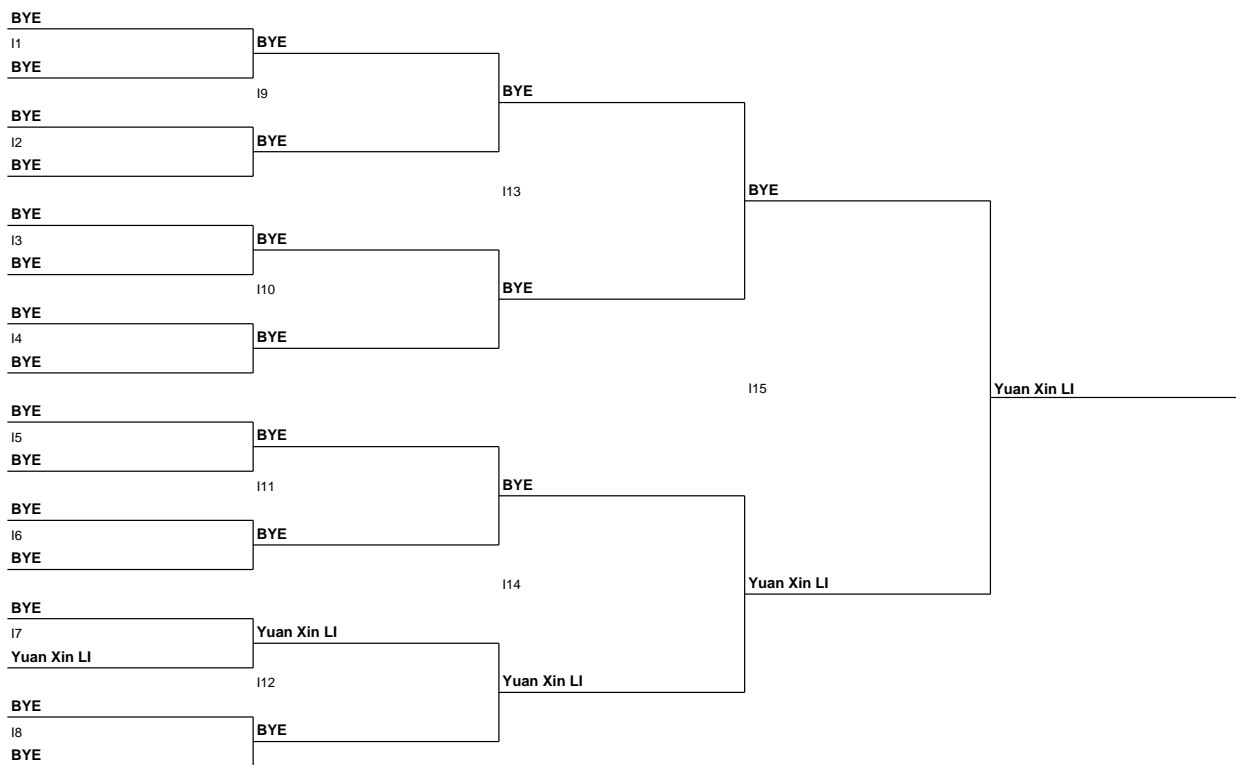 BYE
I1
BYE
BYE
I9
BYE
BYE
I2
BYE
BYE
I13
BYE
BYE
I3
BYE
BYE
I10
BYE
BYE
I4
BYE
BYE
I15
Yuan Xin LI
BYE
I5
BYE
BYE
I11
BYE
BYE
I6
BYE
BYE
I14
Yuan Xin LI
BYE
I7
Yuan Xin LI
Yuan Xin LI
I12
Yuan Xin LI
BYE
I8
BYE
BYE